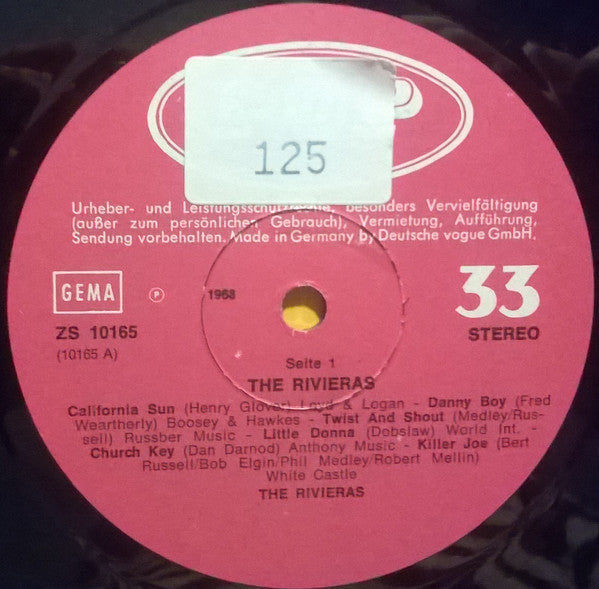 125
Urheber- und Leistungsschutzrechte, besonders Vervielfältigung
(außer zum persönlichen Gebrauch), Vermietung, Aufführung,
Sendung vorbehalten. Made in Germany by Deutsche vogue GmbH.
GEMA
P
1968
33
ZS 10165
STEREO
(10165 A)
Seite 1
THE RIVIERAS
California Sun (Henry Glover) Loyd & Logan - Danny Boy (Fred
Weartherly) Boosey & Hawkes - Twist And Shout (Medley/Rus-
sell) Russber Music - Little Donna (Dobslaw) World Int. -
Church Key (Dan Darnod) Anthony Music - Killer Joe (Bert
Russell/Bob Elgin/Phil Medley/Robert Mellin)
White Castle
THE RIVIERAS